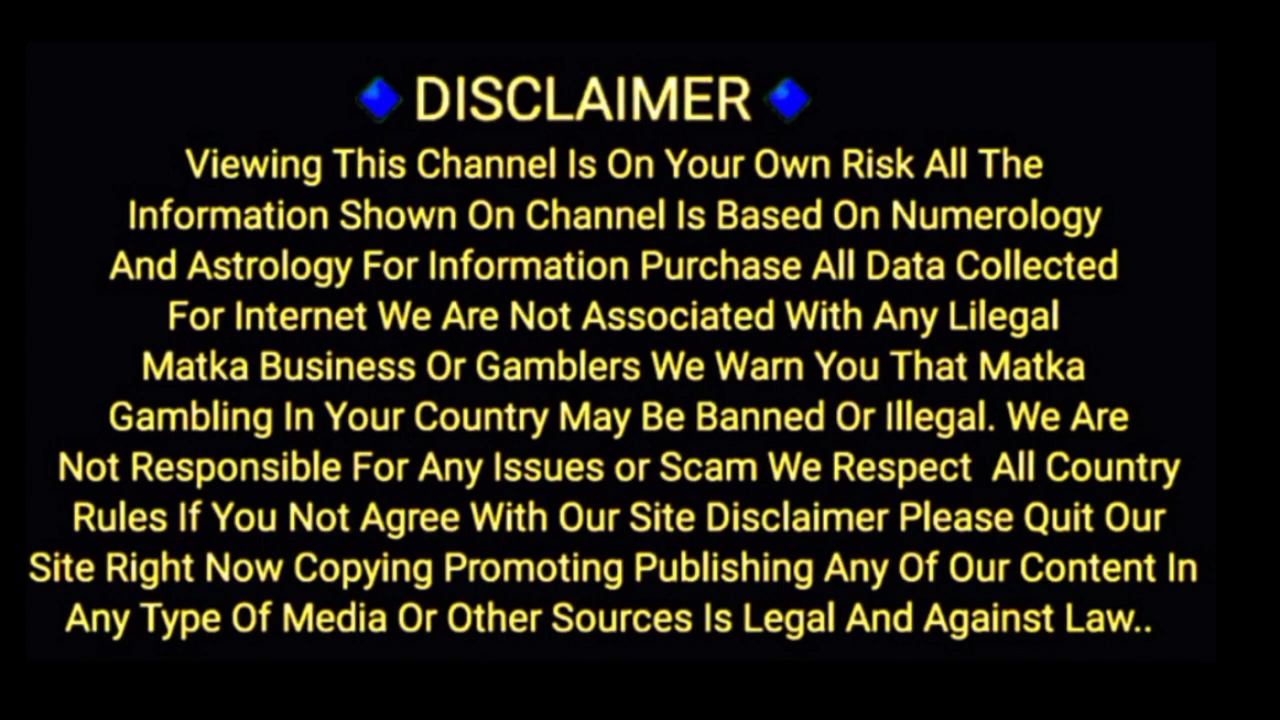 🔹DISCLAIMER🔹
Viewing This Channel Is On Your Own Risk All The
Information Shown On Channel Is Based On Numerology
And Astrology For Information Purchase All Data Collected
For Internet We Are Not Associated With Any Lilegal
Matka Business Or Gamblers We Warn You That Matka
Gambling In Your Country May Be Banned Or Illegal. We Are
Not Responsible For Any Issues or Scam We Respect  All Country
Rules If You Not Agree With Our Site Disclaimer Please Quit Our
Site Right Now Copying Promoting Publishing Any Of Our Content In
Any Type Of Media Or Other Sources Is Legal And Against Law..